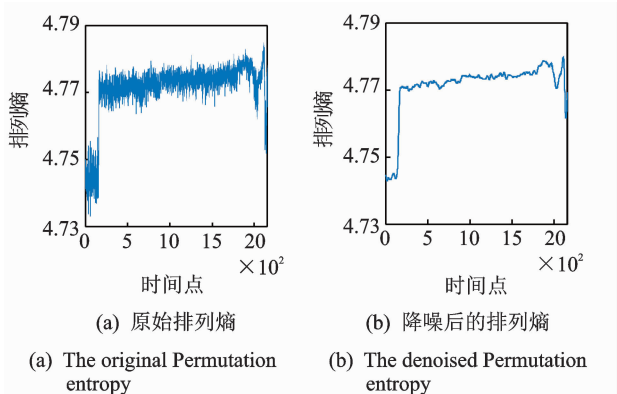 4.79
4.77
4.75
4.73
排列熵
0 5 10 15 20
×10²
时间点
(a) 原始排列熵
(a) The original Permutation
entropy
4.79
4.77
4.75
4.73
排列熵
0 5 10 15 20
×10²
时间点
(b) 降噪后的排列熵
(b) The denoised Permutation
entropy